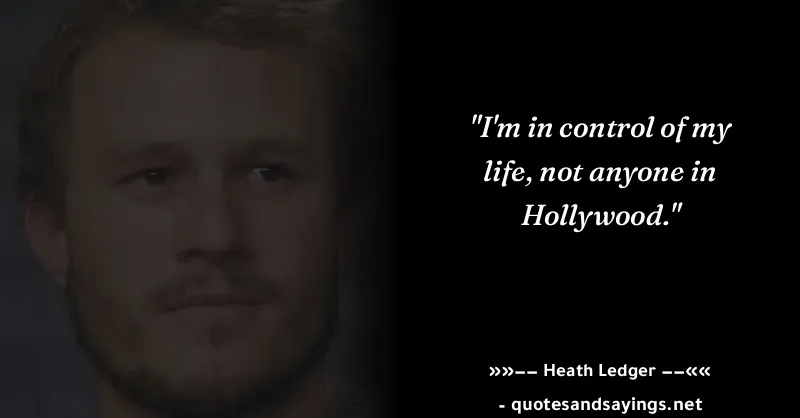 "I'm in control of my
life, not anyone in
Hollywood."
»»–– Heath Ledger ––««
- quotesandsayings.net